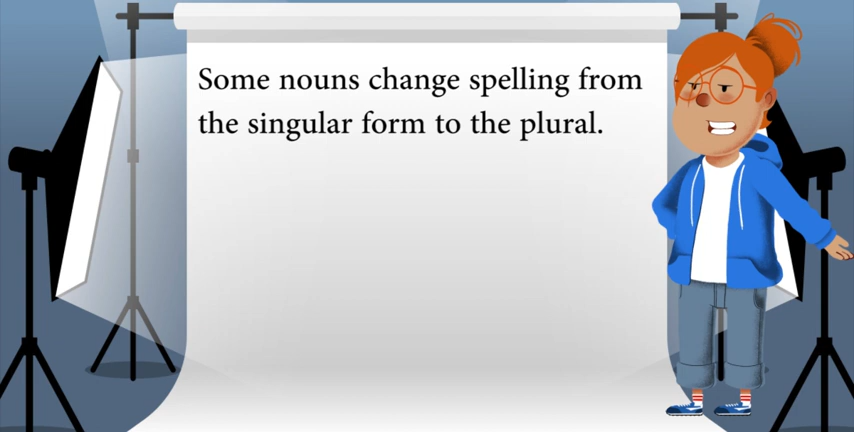 Some nouns change spelling from
the singular form to the plural.